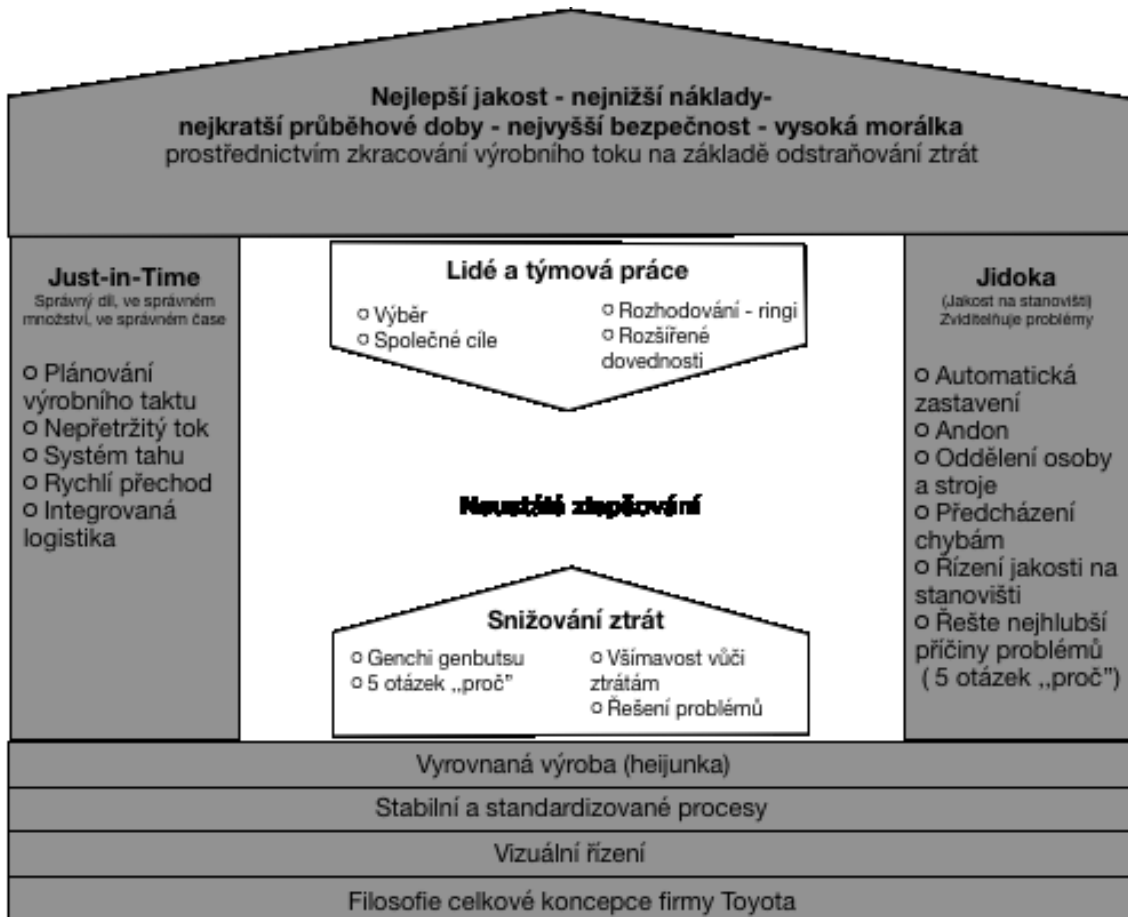 Nejlepší jakost - nejnižší náklady-
nejkratší průběhové doby - nejvyšší bezpečnost - vysoká morálka
prostřednictvím zkracování výrobního toku na základě odstraňování ztrát
Just-in-Time
Správný díl, ve správném
množství, ve správném čase
o Plánování
výrobního taktu
o Nepřetržitý tok
o Systém tahu
o Rychlí přechod
o Integrovaná
logistika
Lidé a týmová práce
o Výběr
o Společné cíle
o Rozhodování - ringi
o Rozšířené
dovednosti
Neustálé zlepšování
Snižování ztrát
o Genchi genbutsu
o 5 otázek ,,proč”
o Všímavost vůči
ztrátám
o Řešení problémů
Jidoka
(Jakost na stanovišti)
Zviditelňuje problémy
o Automatická
zastavení
o Andon
o Oddělení osoby
a stroje
o Předcházení
chybám
o Řízení jakosti na
stanovišti
o Řešte nejhlubší
příčiny problémů
( 5 otázek ,,proč”)
Vyrovnaná výroba (heijunka)
Stabilní a standardizované procesy
Vizuální řízení
Filosofie celkové koncepce firmy Toyota